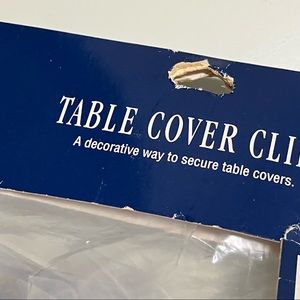 TABLE COVER CLI
A decorative way to secure table covers.